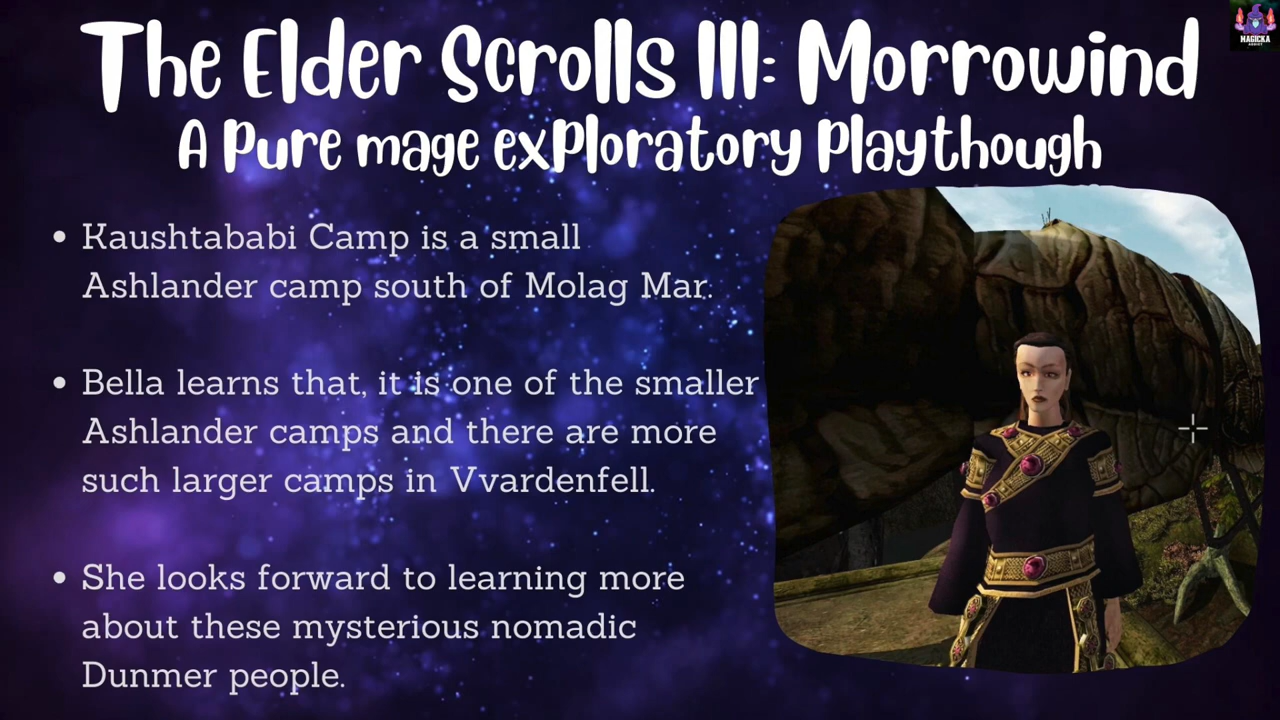 The Elder Scrolls III: Morrowind
A Pure mage exploratory Playthough
MAGICKA
ADDICT
• Kaushtababi Camp is a small
Ashlander camp south of Molag Mar.
• Bella learns that, it is one of the smaller
Ashlander camps and there are more
such larger camps in Vvardenfell.
• She looks forward to learning more
about these mysterious nomadic
Dunmer people.